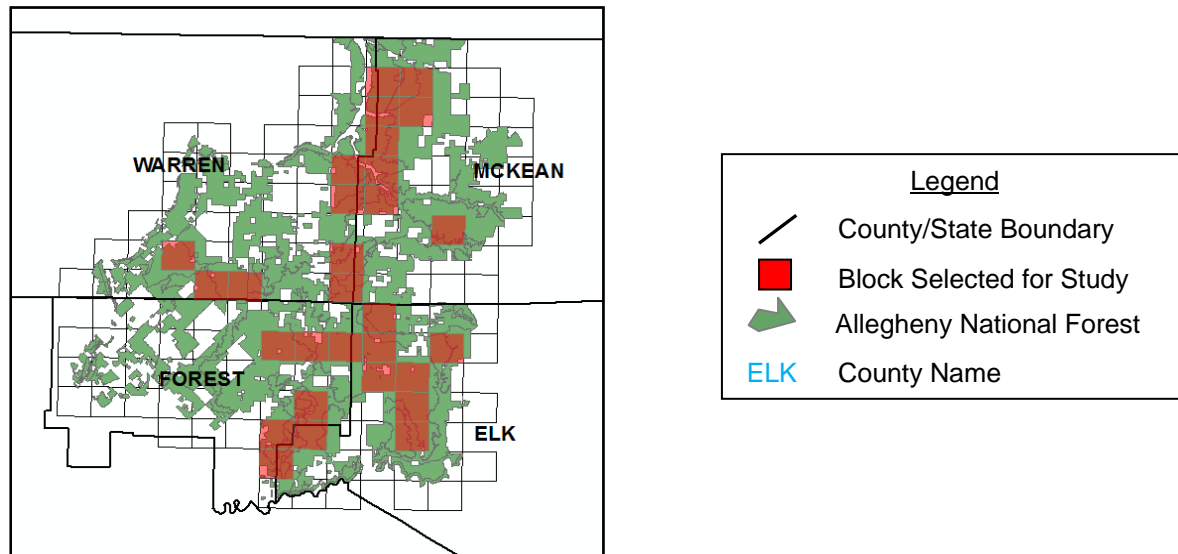 WARREN
MCKEAN
FOREST
ELK
Legend
County/State Boundary
Block Selected for Study
Allegheny National Forest
ELK County Name